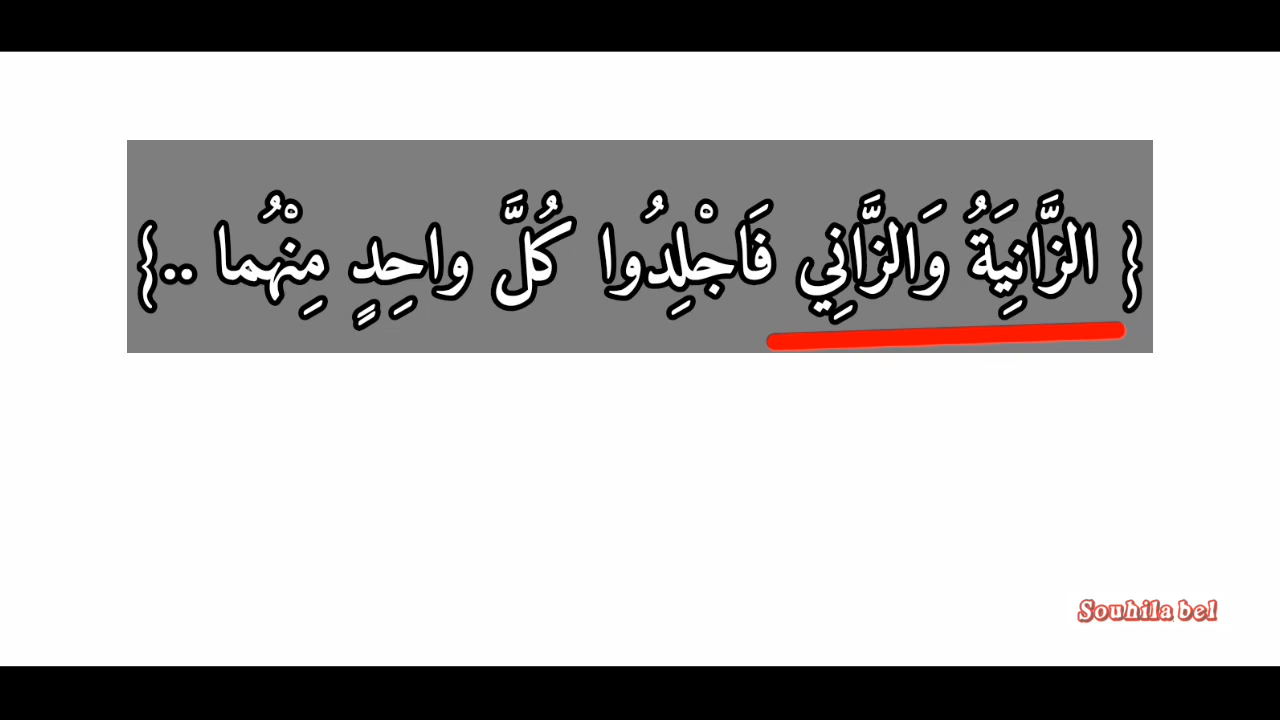 { الزَّانِيَةُ وَالزَّانِي فَاجْلِدُوا كُلَّ واحِدٍ مِنْهُما ..}
Souhila bel